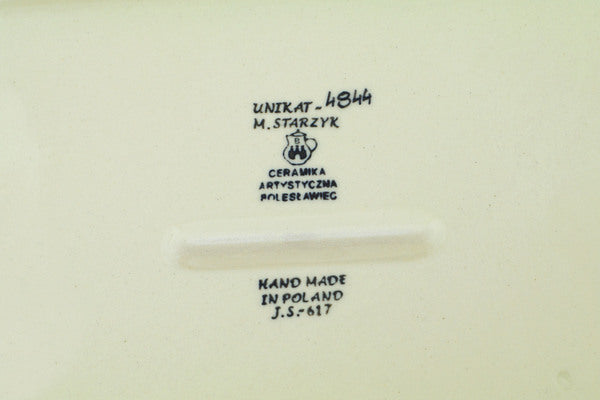 UNIKAT-4844
M. STARZYK
B
CERAMIKA
ARTYSTYCZNA
BOLESŁAWIEC
HAND MADE
IN POLAND
J.S.-617